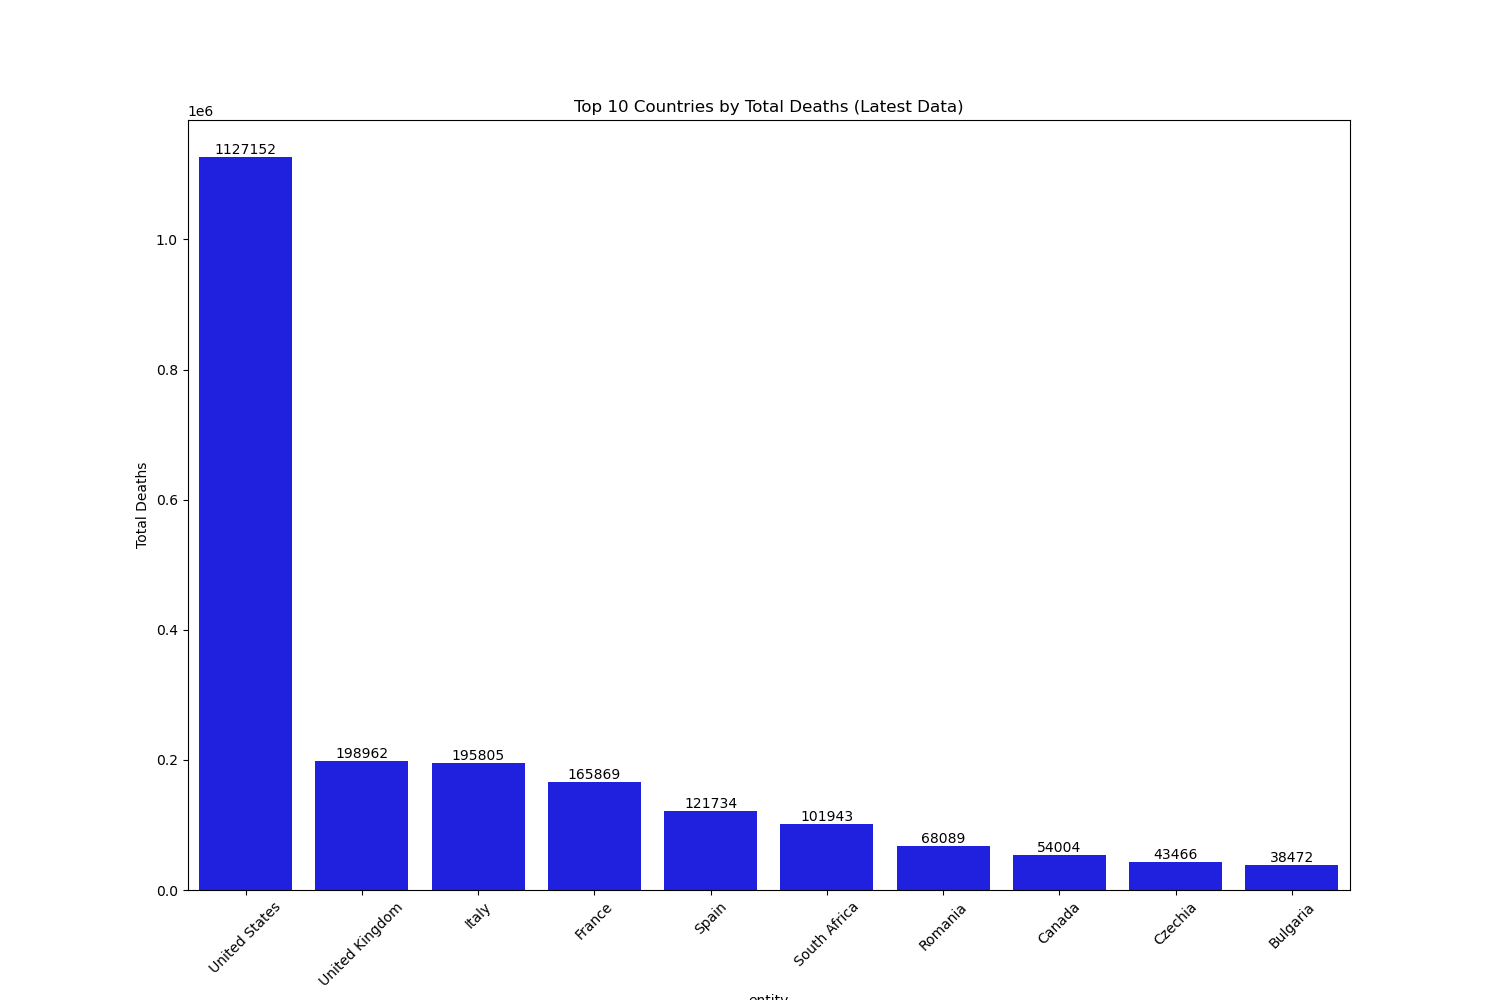 Top 10 Countries by Total Deaths (Latest Data)
1e6
1127152
1.0
0.8
Total Deaths
0.6
0.4
0.2
0.0
198962
195805
165869
121734
101943
68089
54004
43466
38472
United States
United Kingdom
Italy
France
Spain
South Africa
Romania
Canada
Czechia
Bulgaria
entity